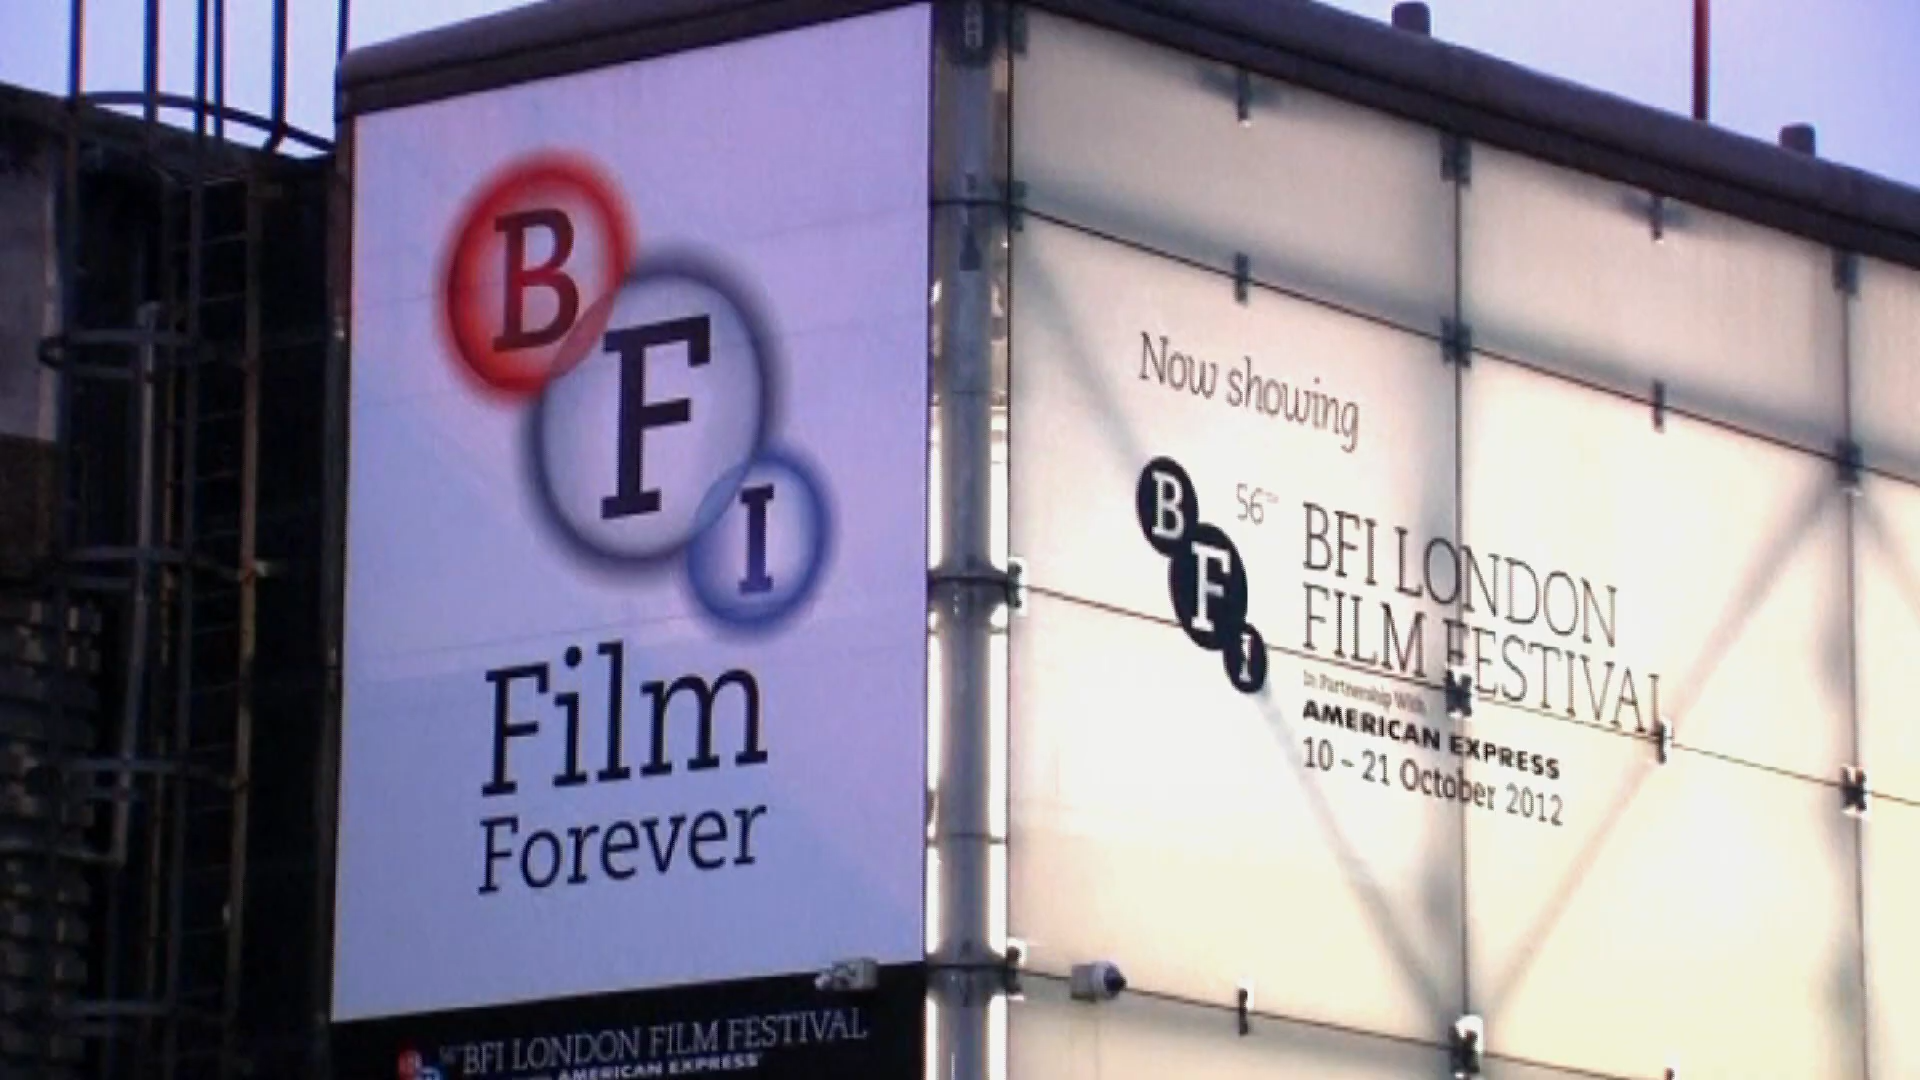 B
F
I
Film
Forever
BFI LONDON FILM FESTIVAL
AMERICAN EXPRESS
Now showing
B
F
I
56TH
BFI LONDON
FILM FESTIVAL
In Partnership With
AMERICAN EXPRESS
10 - 21 October 2012